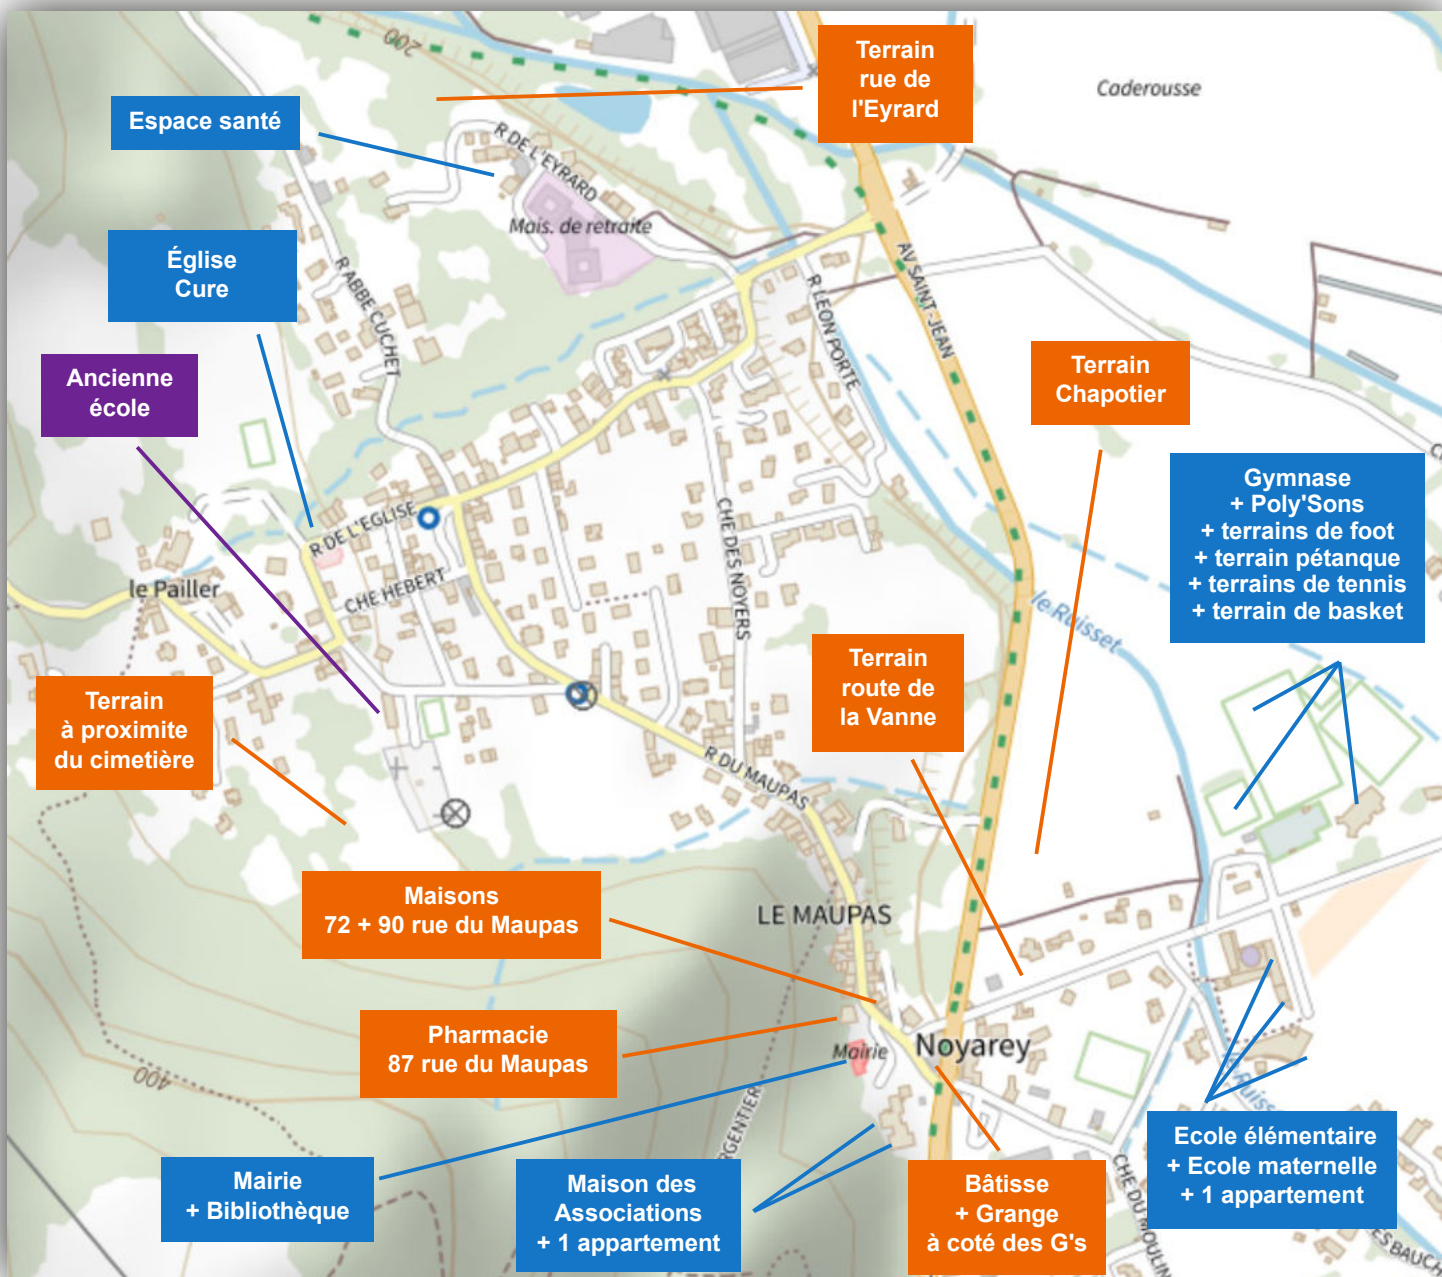 200
Terrain
rue de
l'Eyrard
Caderousse
Espace santé
R DE L'EYRARD
Mais. de retraite
Église
Cure
R ABBE CUCHET
R LEON PORTE
AV SAINT-JEAN
Ancienne
école
Terrain
Chapotier
Gymnase
+ Poly'Sons
+ terrains de foot
+ terrain pétanque
+ terrains de tennis
+ terrain de basket
R DE L'EGLISE
CHE DES NOYERS
le Pailler
CHE HEBERT
le Ruisset
Terrain
à proximite
du cimetière
Terrain
route de
la Vanne
R DU MAUPAS
Maisons
72 + 90 rue du Maupas
LE MAUPAS
Pharmacie
87 rue du Maupas
Mairie
Noyarey
400
Ecole élémentaire
+ Ecole maternelle
+ 1 appartement
Mairie
+ Bibliothèque
Maison des
Associations
+ 1 appartement
Bâtisse
+ Grange
à coté des G's
CHE DU MOULIN